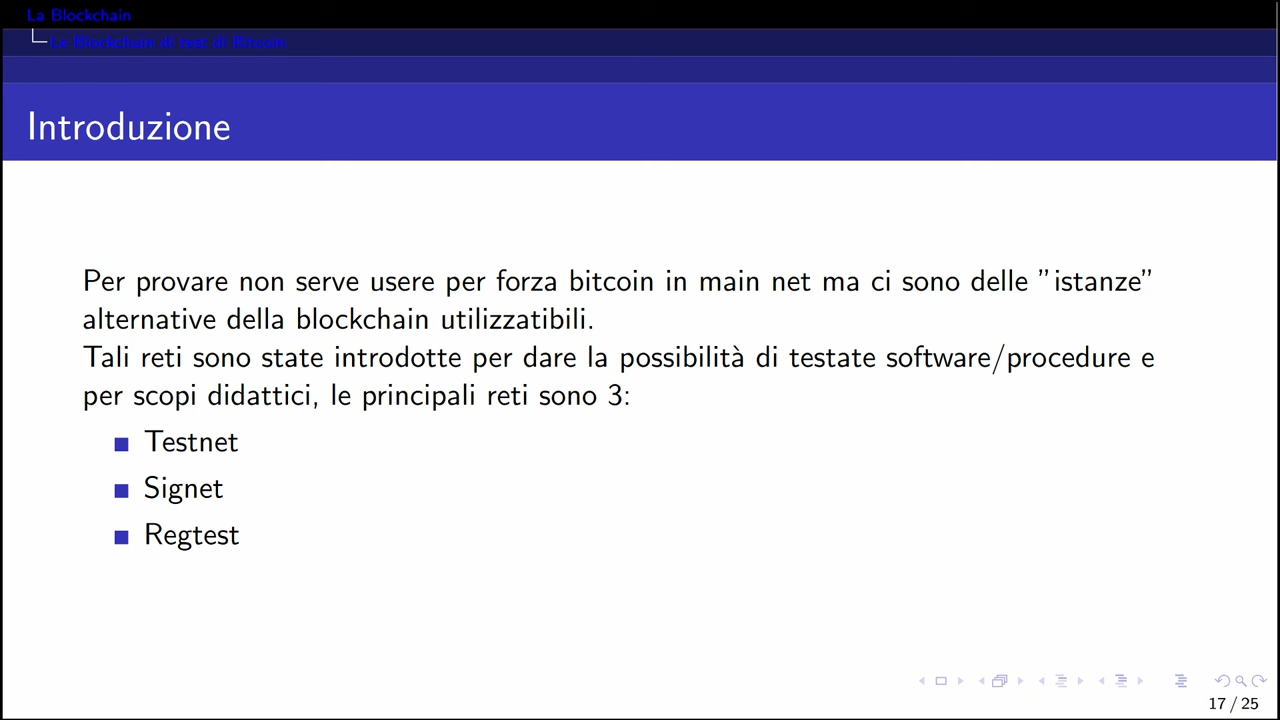 La Blockchain
Le Blockchain di test di Bitcoin
Introduzione
Per provare non serve usere per forza bitcoin in main net ma ci sono delle ”istanze”
alternative della blockchain utilizzatibili.
Tali reti sono state introdotte per dare la possibilità di testate software/procedure e
per scopi didattici, le principali reti sono 3:
Testnet
Signet
Regtest
17 / 25